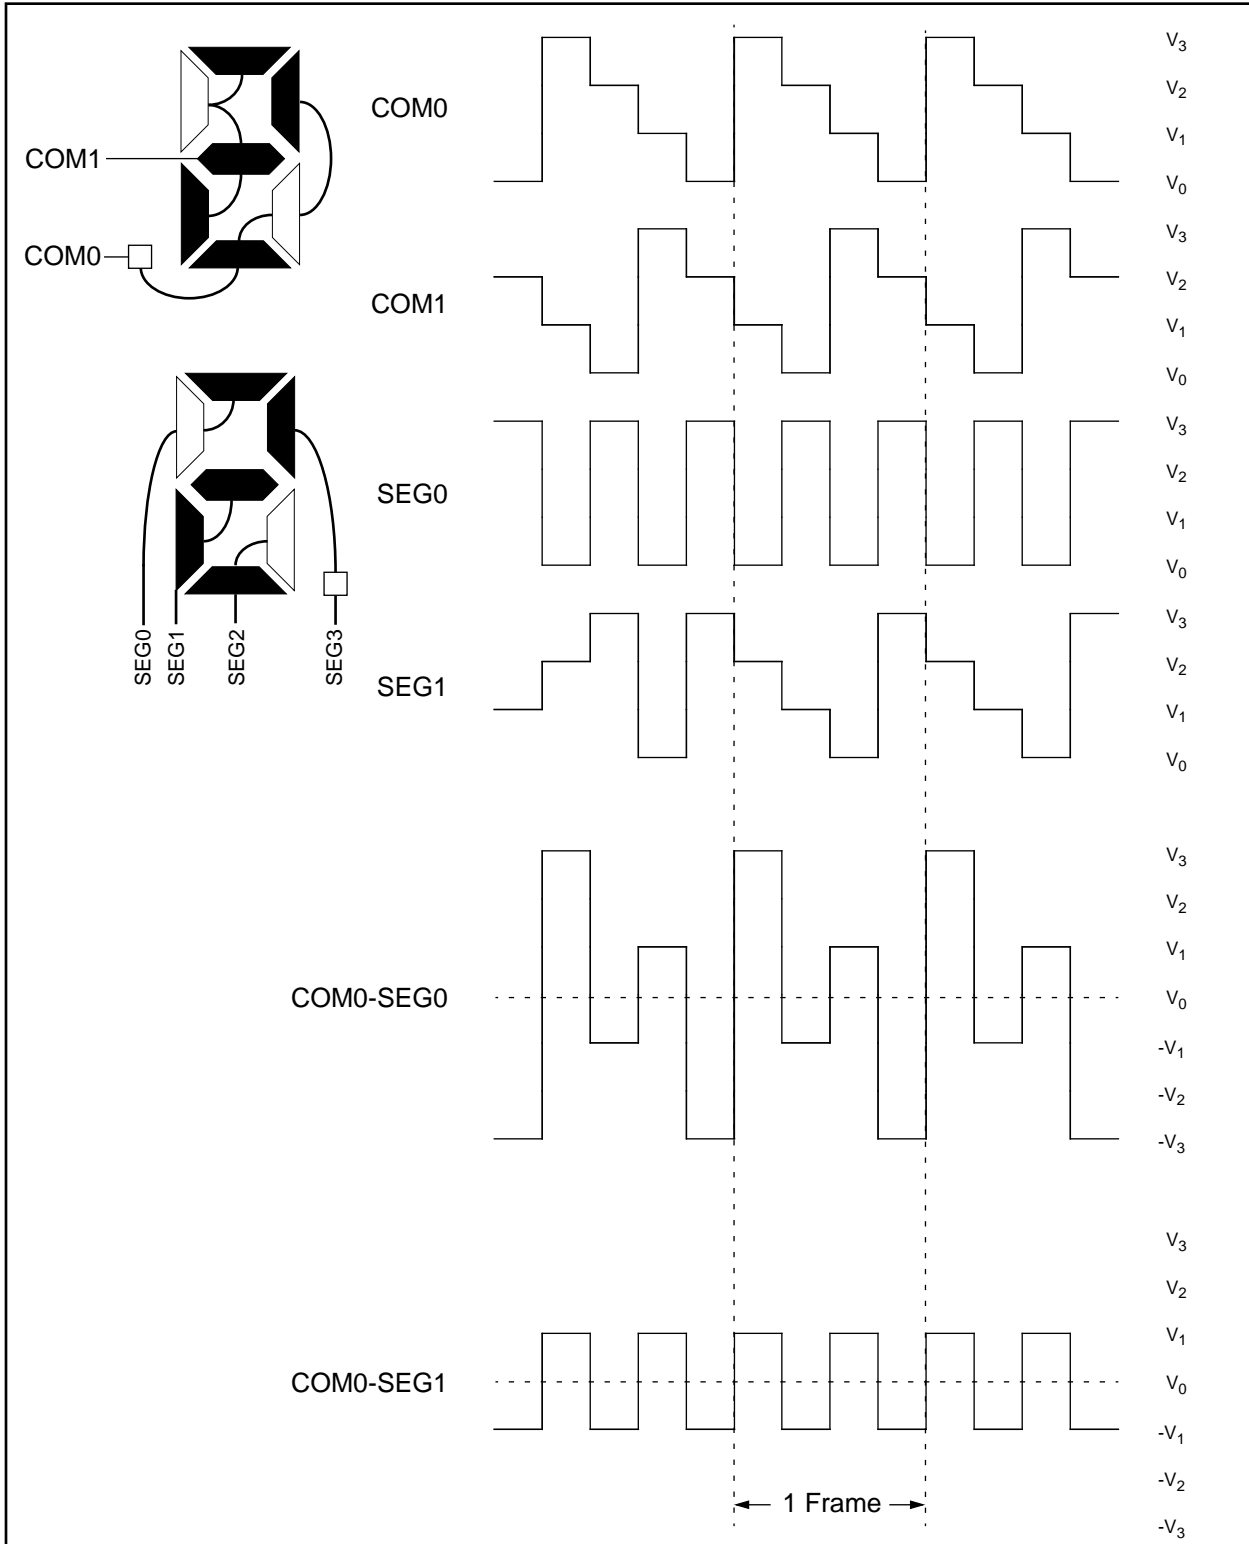 COM1
COM0
SEG0
SEG1
SEG2
SEG3
COM0
V3
V2
V1
V0
COM1
V3
V2
V1
V0
SEG0
V3
V2
V1
V0
SEG1
V3
V2
V1
V0
COM0-SEG0
V3
V2
V1
V0
-V1
-V2
-V3
COM0-SEG1
V3
V2
V1
V0
-V1
-V2
-V3
1 Frame